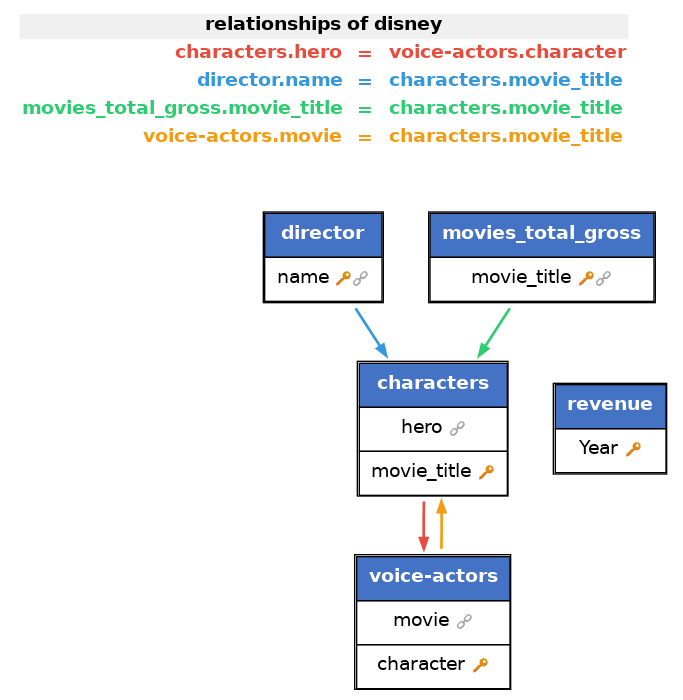 relationships of disney
characters.hero = voice-actors.character
director.name = characters.movie_title
movies_total_gross.movie_title = characters.movie_title
voice-actors.movie = characters.movie_title
director movies_total_gross
name movie_title
characters
hero
movie_title
revenue
Year
voice-actors
movie
character